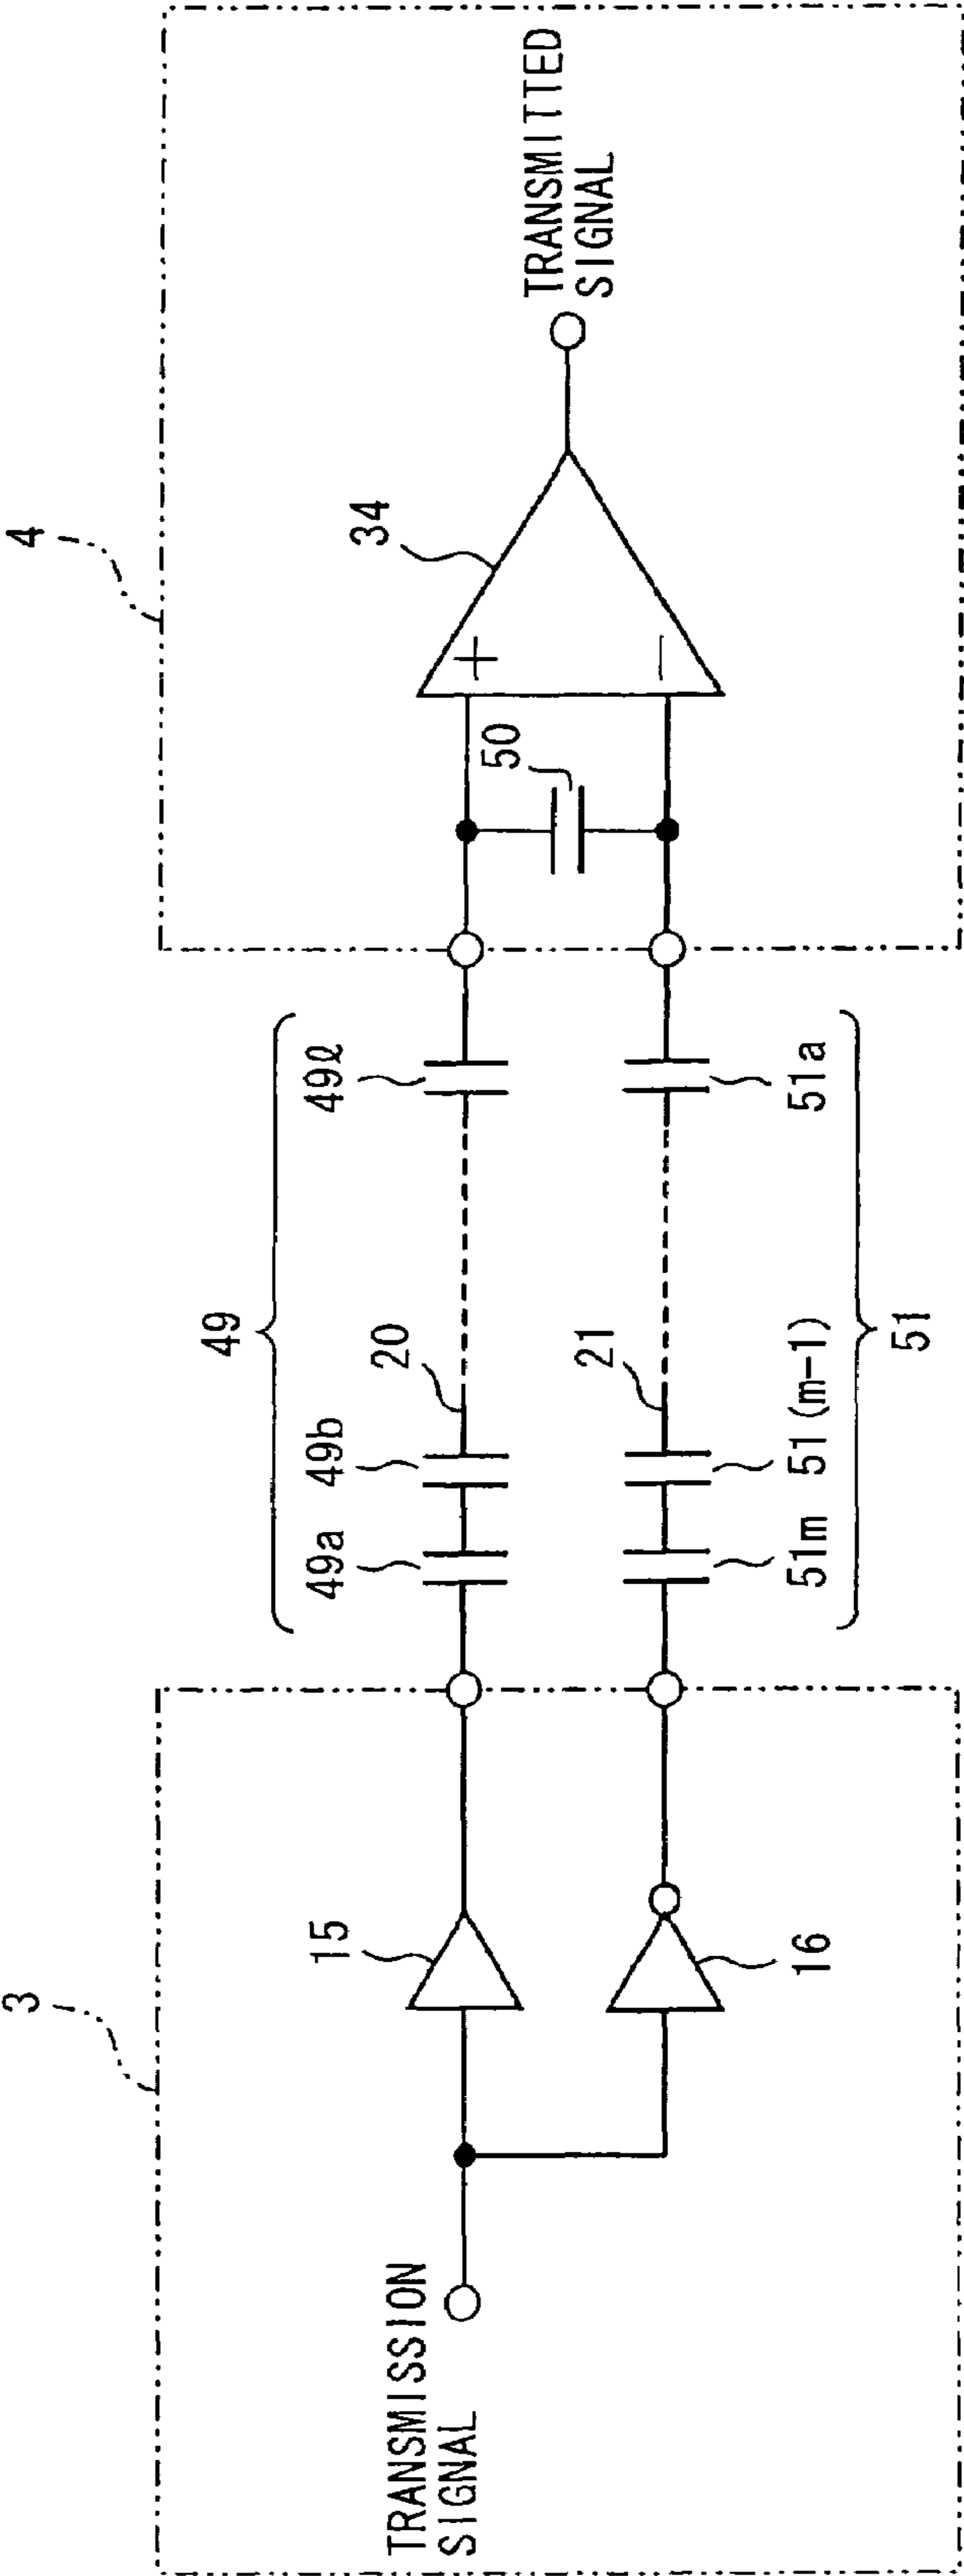 3
4
TRANSMISSION
SIGNAL
15
16
49
49a
49b
49ℓ
20
21
51m
51(m-1)
51a
51
50
34
TRANSMITTED
SIGNAL
+
−